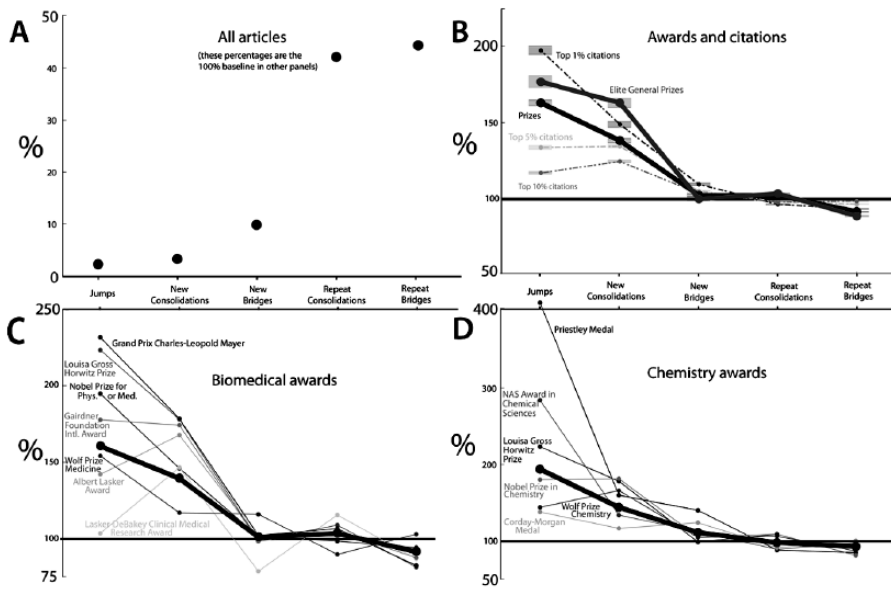 A
All articles
(these percentages are the
100% baseline in other panels)
%
50
40
30
20
10
0
Jumps
New
Consolidations
New
Bridges
Repeat
Consolidations
Repeat
Bridges
B
Awards and citations
%
200
150
100
50
Top 1% citations
Elite General Prizes
Prizes
Top 5% citations
Top 10% citations
Jumps
New
Consolidations
New
Bridges
Repeat
Consolidations
Repeat
Bridges
C
Biomedical awards
%
250
200
150
100
75
Grand Prix Charles-Leopold Mayer
Louisa Gross
Horwitz Prize
Nobel Prize for
Phys. or Med.
Gairdner
Foundation
Intl. Award
Wolf Prize
Medicine
Albert Lasker
Award
Lasker-DeBakey Clinical Medical
Research Award
D
Chemistry awards
%
400
300
200
100
50
Priestley Medal
NAS Award in
Chemical
Sciences
Louisa Gross
Horwitz
Prize
Nobel Prize in
Chemistry
Wolf Prize
Chemistry
Corday-Morgan
Medal